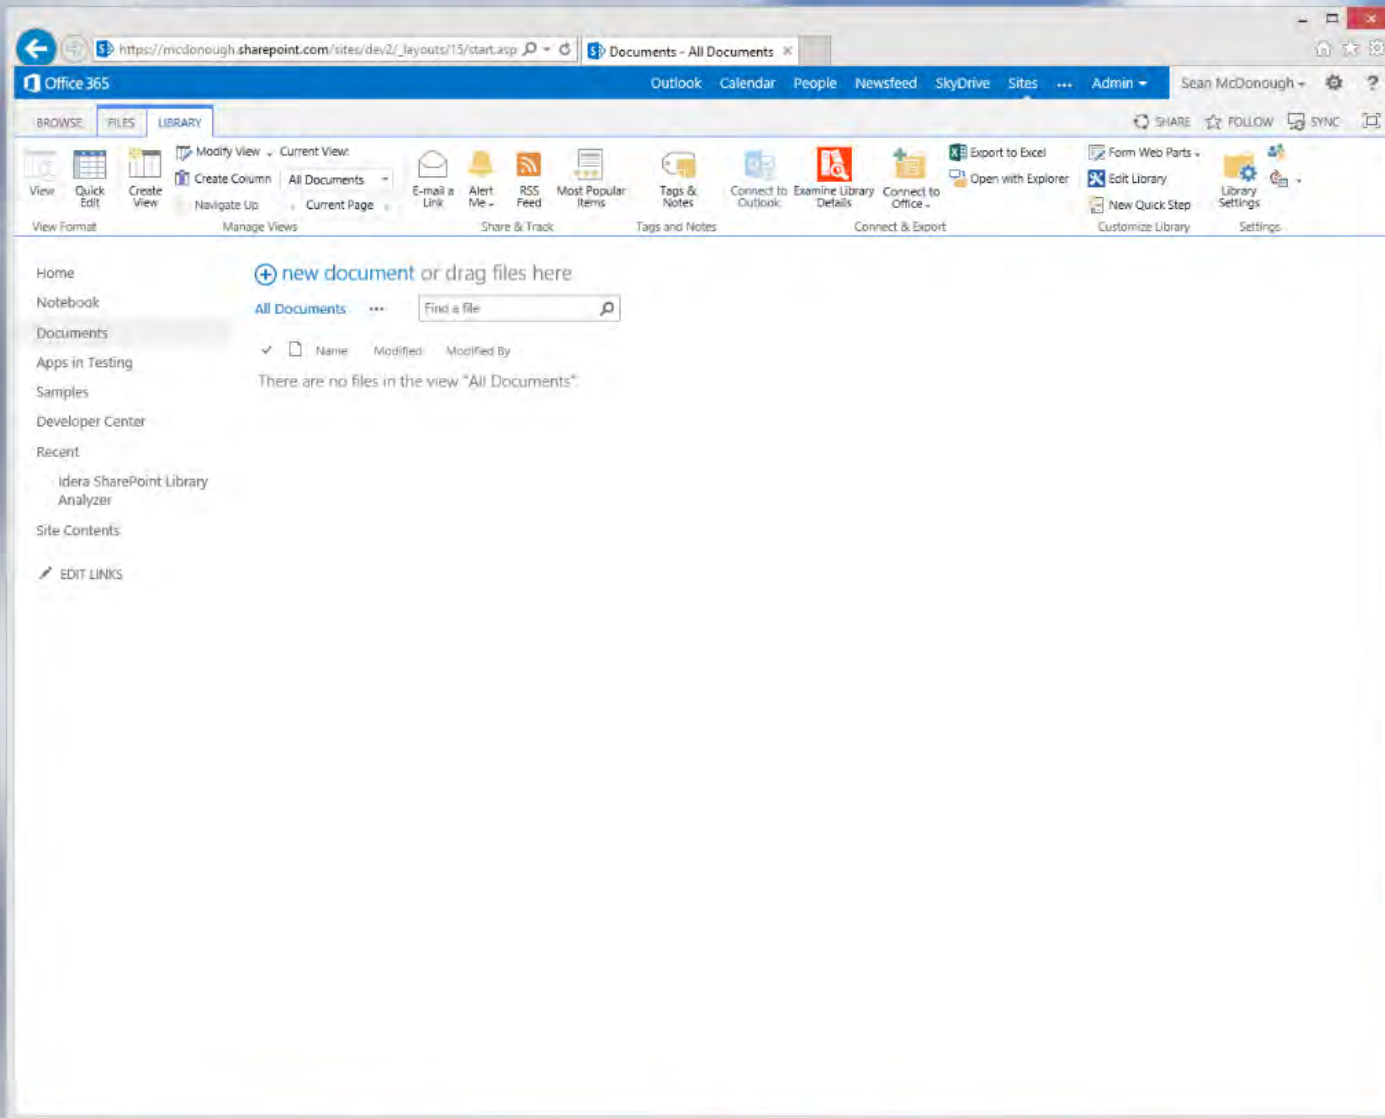 https://mcdonough.sharepoint.com/sites/dev2/_layouts/15/start.asp
Documents - All Documents
Office 365
Outlook Calendar People Newsfeed SkyDrive Sites ••• Admin Sean McDonough ?
BROWSE FILES LIBRARY SHARE FOLLOW SYNC
View
Quick Edit
Create View
Modify View
Create Column
Navigate Up
Current View:
All Documents
Current Page
E-mail a Link
Alert Me
RSS Feed
Most Popular Items
Tags & Notes
Connect to Outlook
Examine Library Details
Connect to Office
Export to Excel
Open with Explorer
Form Web Parts
Edit Library
New Quick Step
Library Settings
View Format Manage Views Share & Track Tags and Notes Connect & Export Customize Library Settings
Home
Notebook
Documents
Apps in Testing
Samples
Developer Center
Recent
Idera SharePoint Library
Analyzer
Site Contents
EDIT LINKS
new document or drag files here
All Documents ••• Find a file
Name Modified Modified By
There are no files in the view "All Documents".